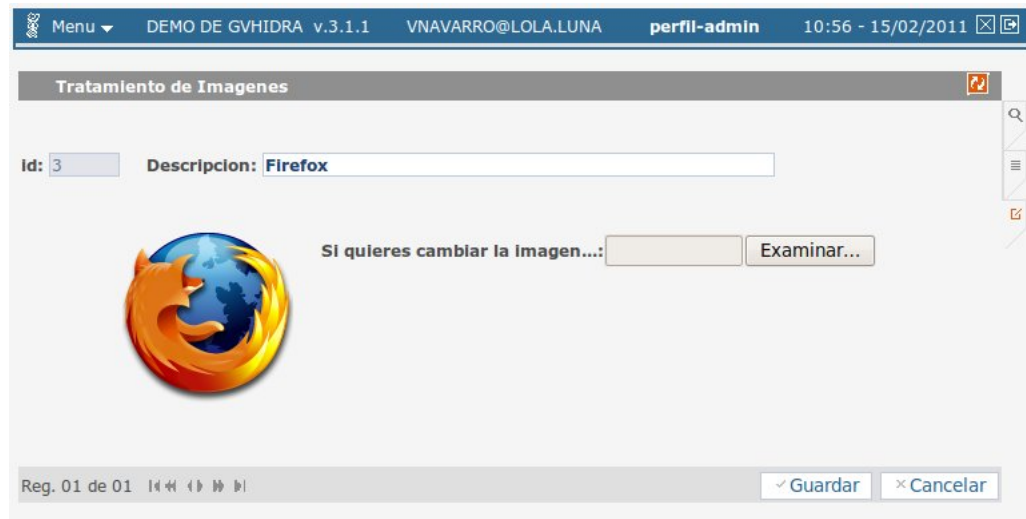 Menu DEMO DE GVHIDRA v.3.1.1 VNAVARRO@LOLA.LUNA perfil-admin 10:56 - 15/02/2011
Tratamiento de Imagenes
id: 3 Descripcion: Firefox
Si quieres cambiar la imagen...: Examinar...
Reg. 01 de 01 Guardar Cancelar